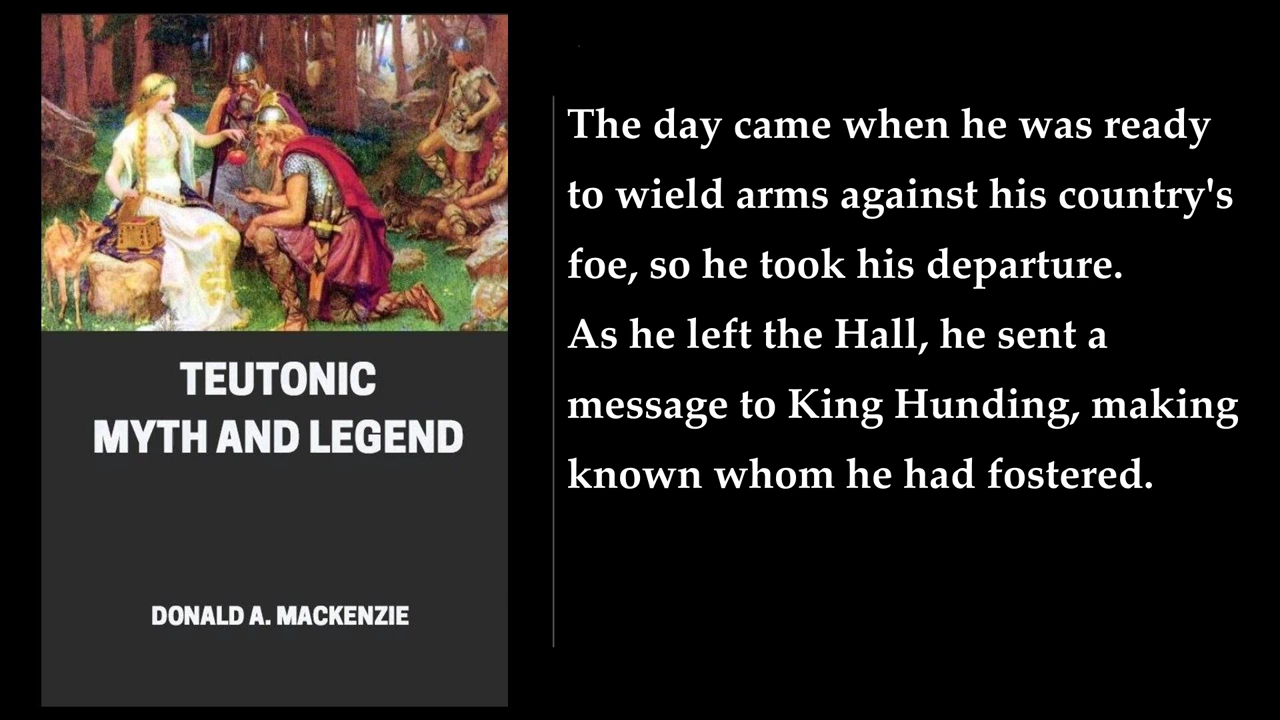 TEUTONIC
MYTH AND LEGEND
DONALD A. MACKENZIE
The day came when he was ready
to wield arms against his country's
foe, so he took his departure.
As he left the Hall, he sent a
message to King Hunding, making
known whom he had fostered.